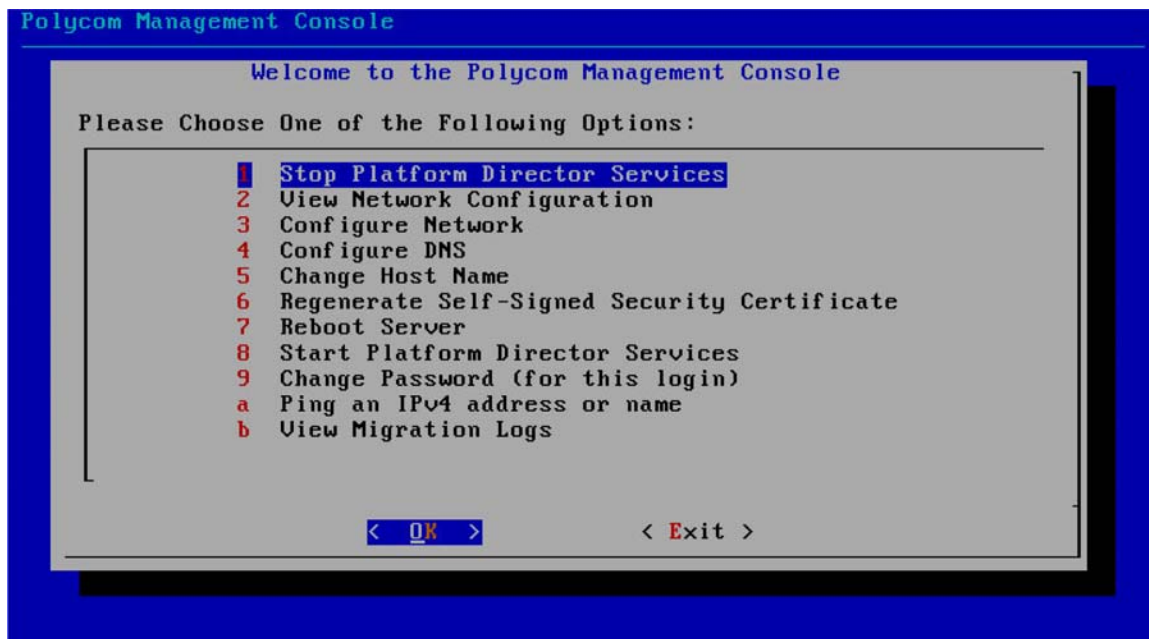 Polycom Management Console
Welcome to the Polycom Management Console
Please Choose One of the Following Options:
1 Stop Platform Director Services
2 View Network Configuration
3 Configure Network
4 Configure DNS
5 Change Host Name
6 Regenerate Self-Signed Security Certificate
7 Reboot Server
8 Start Platform Director Services
9 Change Password (for this login)
a Ping an IPv4 address or name
b View Migration Logs
< OK > < Exit >